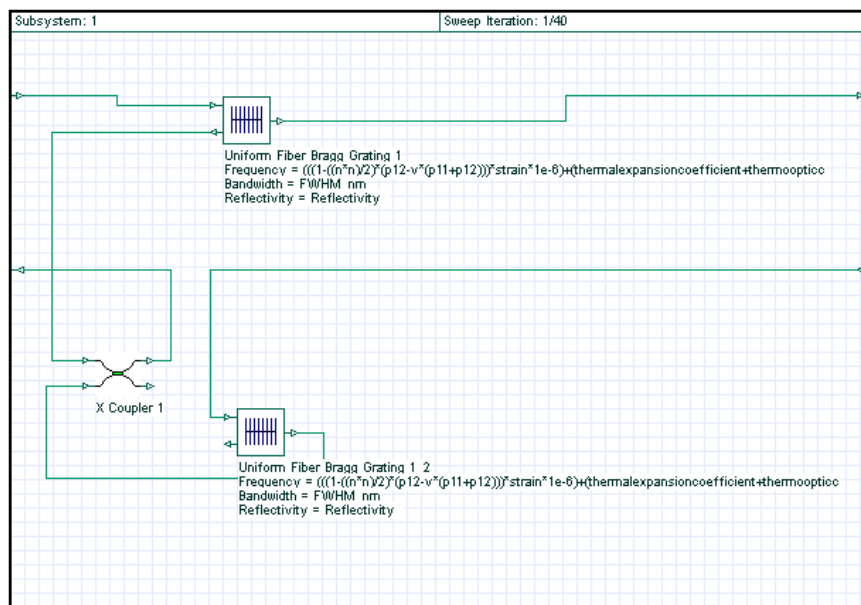 Subsystem: 1
Sweep Iteration: 1/40
Uniform Fiber Bragg Grating 1
Frequency = (((1-((n*n)/2)*(p12-v*(p11+p12)))*strain*1e-6)+(thermalexpansioncoefficient+thermoopticc
Bandwidth = FWHM nm
Reflectivity = Reflectivity
X Coupler 1
Uniform Fiber Bragg Grating 1_2
Frequency = (((1-((n*n)/2)*(p12-v*(p11+p12)))*strain*1e-6)+(thermalexpansioncoefficient+thermoopticc
Bandwidth = FWHM nm
Reflectivity = Reflectivity